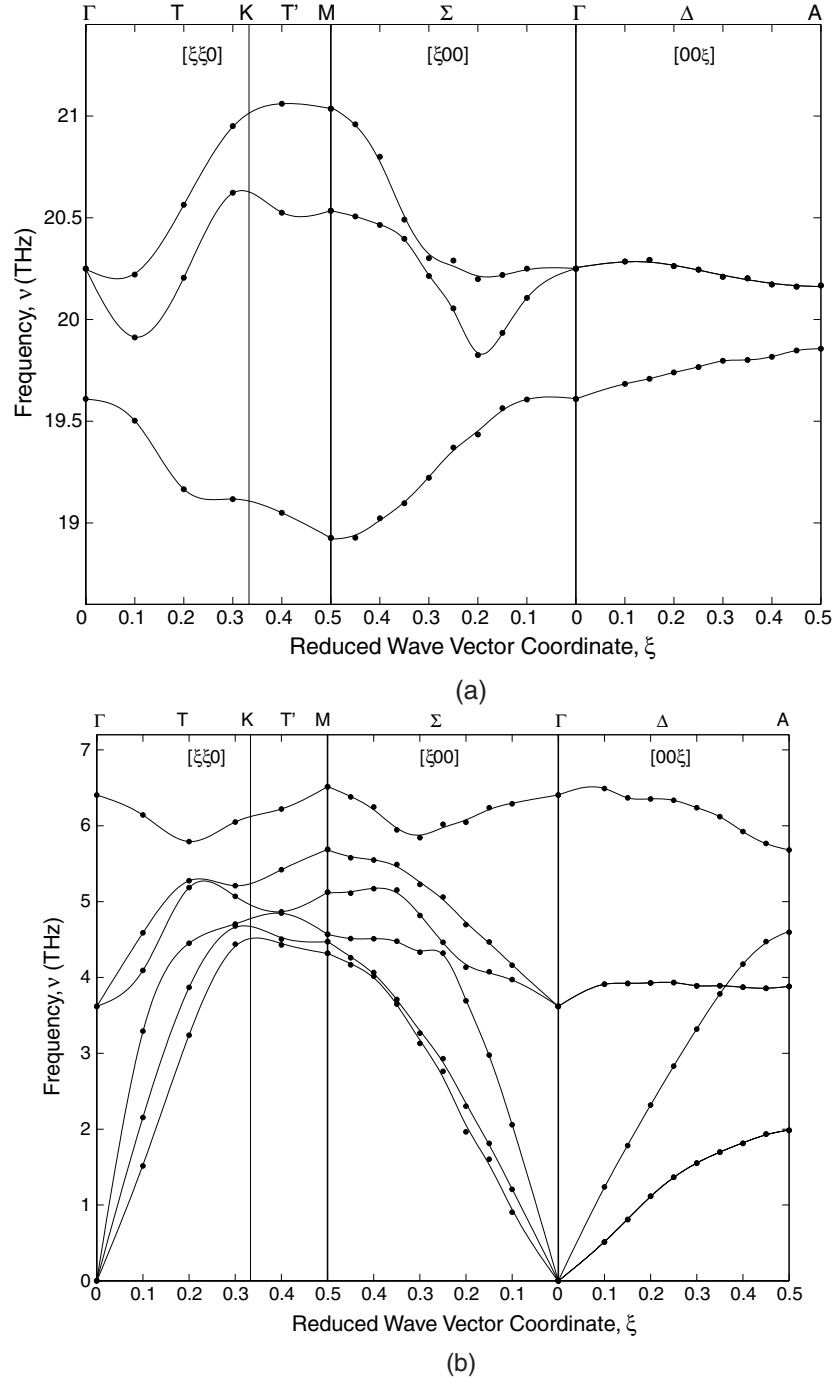 Γ T K T' M Σ Γ Δ A
[ξξ0] [ξ00] [00ξ]
21
20.5
20
19.5
19
Frequency, ν (THz)
0 0.1 0.2 0.3 0.4 0.5 0.4 0.3 0.2 0.1 0 0.1 0.2 0.3 0.4 0.5
Reduced Wave Vector Coordinate, ξ
(a)
Γ T K T' M Σ Γ Δ A
[ξξ0] [ξ00] [00ξ]
7
6
5
4
3
2
1
0
Frequency, ν (THz)
0 0.1 0.2 0.3 0.4 0.5 0.4 0.3 0.2 0.1 0 0.1 0.2 0.3 0.4 0.5
Reduced Wave Vector Coordinate, ξ
(b)